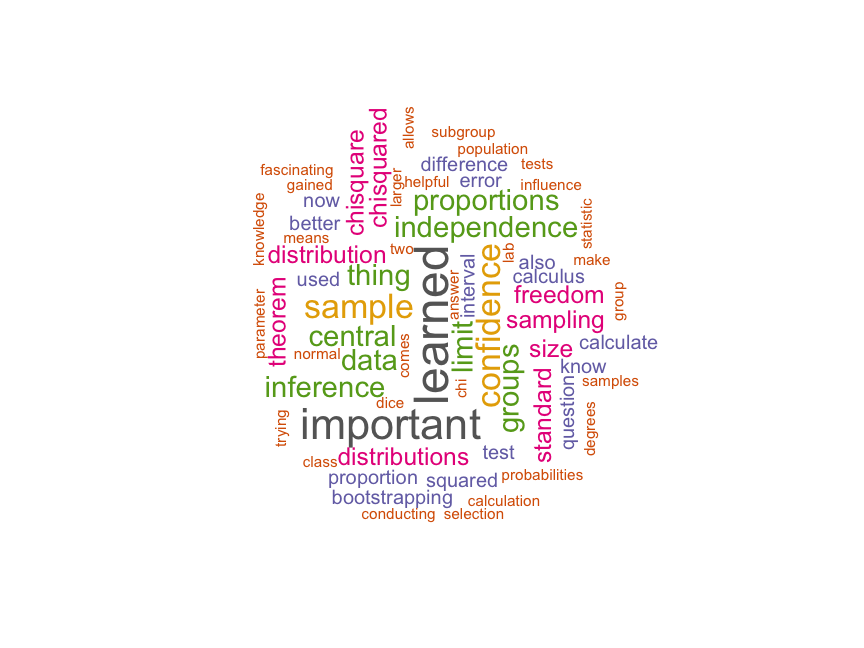 allows
subgroup
chisquared
chisquare
population
difference
tests
fascinating
gained
larger
helpful
error
influence
now
proportions
knowledge
better
independence
statistic
means
distribution
two
learned
confidence
lab
also
make
thing
interval
calculus
used
answer
freedom
group
sample
sampling
parameter
theorem
central
limit
calculate
normal
data
comes
size
know
inference
chi
groups
standard
question
samples
dice
degrees
trying
important
class
distributions
test
proportion
squared
probabilities
bootstrapping
calculation
conducting
selection